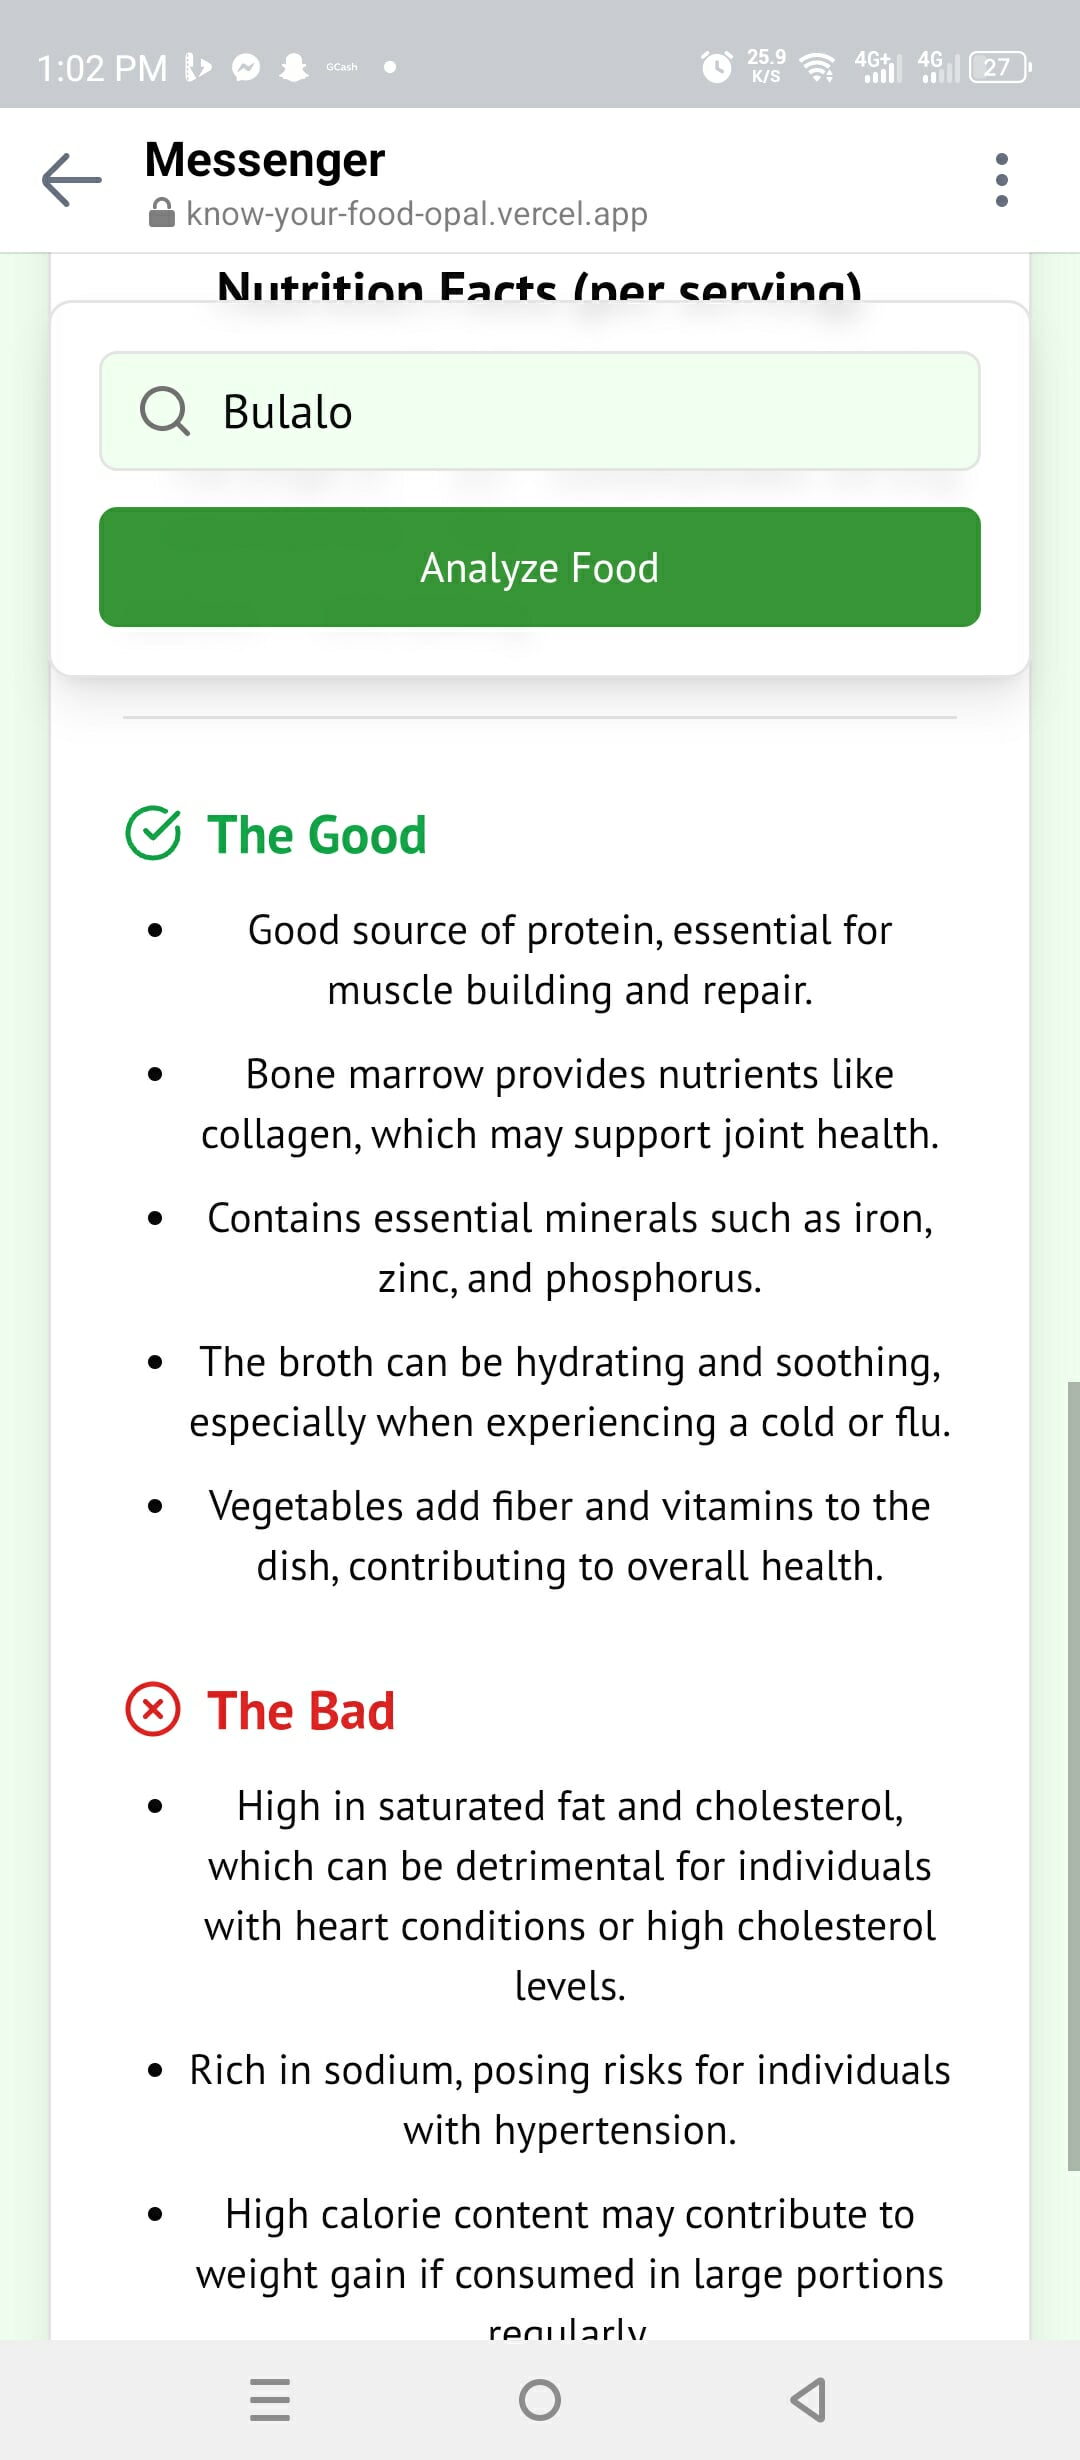 1:02 PM GCash 25.9 K/S 4G+ 4G 27
Messenger
know-your-food-opal.vercel.app
Nutrition Facts (per serving)
Bulalo
Analyze Food
The Good
• Good source of protein, essential for
muscle building and repair.
• Bone marrow provides nutrients like
collagen, which may support joint health.
• Contains essential minerals such as iron,
zinc, and phosphorus.
• The broth can be hydrating and soothing,
especially when experiencing a cold or flu.
• Vegetables add fiber and vitamins to the
dish, contributing to overall health.
The Bad
• High in saturated fat and cholesterol,
which can be detrimental for individuals
with heart conditions or high cholesterol
levels.
• Rich in sodium, posing risks for individuals
with hypertension.
• High calorie content may contribute to
weight gain if consumed in large portions
regularly